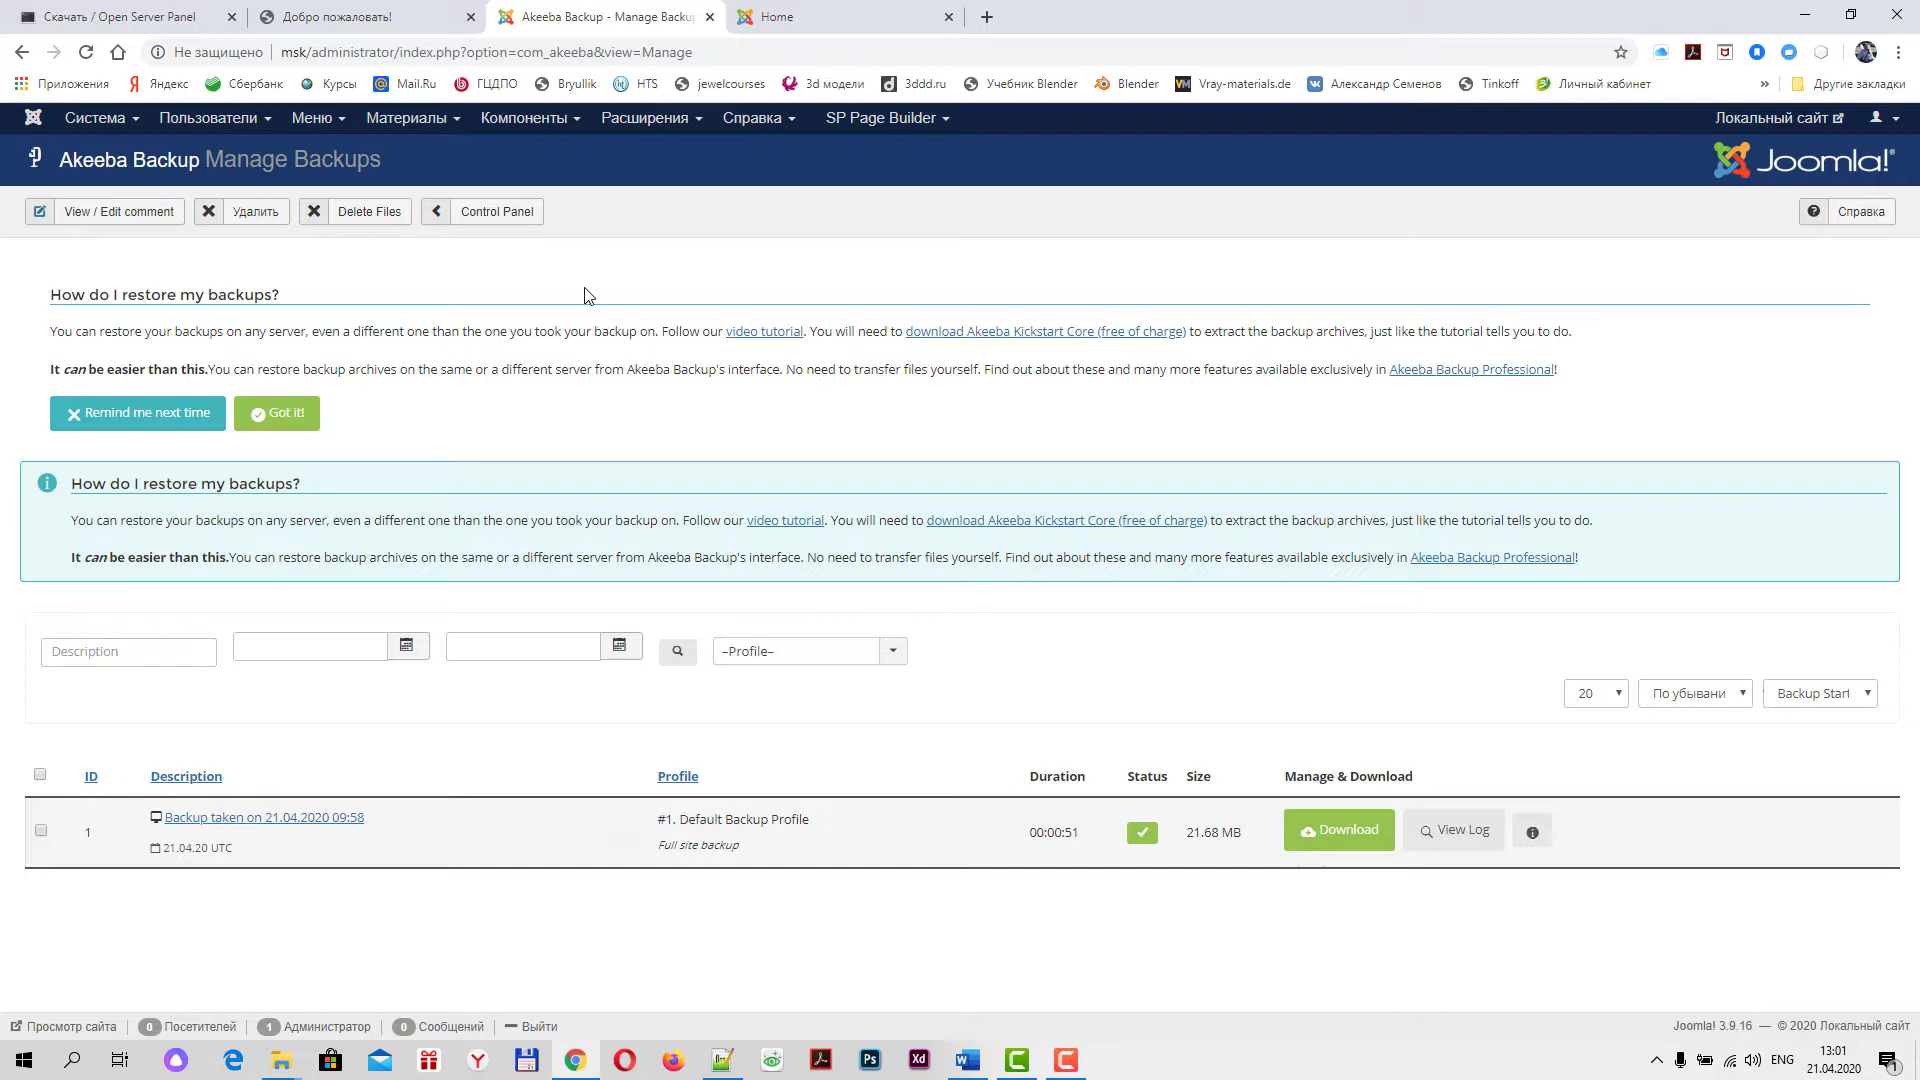 Скачать / Open Server Panel
Добро пожаловать!
Akeeba Backup - Manage Backu
Home
Не защищено
msk/administrator/index.php?option=com_akeeba&view=Manage
Приложения
Яндекс
Сбербанк
Курсы
Mail.Ru
ГЦДПО
Bryullik
HTS
jewelcourses
3d модели
3ddd.ru
Учебник Blender
Blender
Vray-materials.de
Александр Семенов
Tinkoff
Личный кабинет
»
Другие закладки
Система
Пользователи
Меню
Материалы
Компоненты
Расширения
Справка
SP Page Builder
Локальный сайт
Akeeba Backup Manage Backups
Joomla!®
View / Edit comment
Удалить
Delete Files
Control Panel
Справка
How do I restore my backups?
You can restore your backups on any server, even a different one than the one you took your backup on. Follow our video tutorial. You will need to download Akeeba Kickstart Core (free of charge) to extract the backup archives, just like the tutorial tells you to do.
It can be easier than this.You can restore backup archives on the same or a different server from Akeeba Backup's interface. No need to transfer files yourself. Find out about these and many more features available exclusively in Akeeba Backup Professional!
Remind me next time
Got it!
How do I restore my backups?
You can restore your backups on any server, even a different one than the one you took your backup on. Follow our video tutorial. You will need to download Akeeba Kickstart Core (free of charge) to extract the backup archives, just like the tutorial tells you to do.
It can be easier than this.You can restore backup archives on the same or a different server from Akeeba Backup's interface. No need to transfer files yourself. Find out about these and many more features available exclusively in Akeeba Backup Professional!
Description
–Profile–
20
По убывани
Backup Start
ID
Description
Profile
Duration
Status
Size
Manage & Download
1
Backup taken on 21.04.2020 09:58
21.04.20 UTC
#1. Default Backup Profile
Full site backup
00:00:51
21.68 MB
Download
View Log
Просмотр сайта
0 Посетителей
1 Администратор
0 Сообщений
Выйти
Joomla! 3.9.16 — © 2020 Локальный сайт
Ps
Xd
ENG
13:01
21.04.2020
1